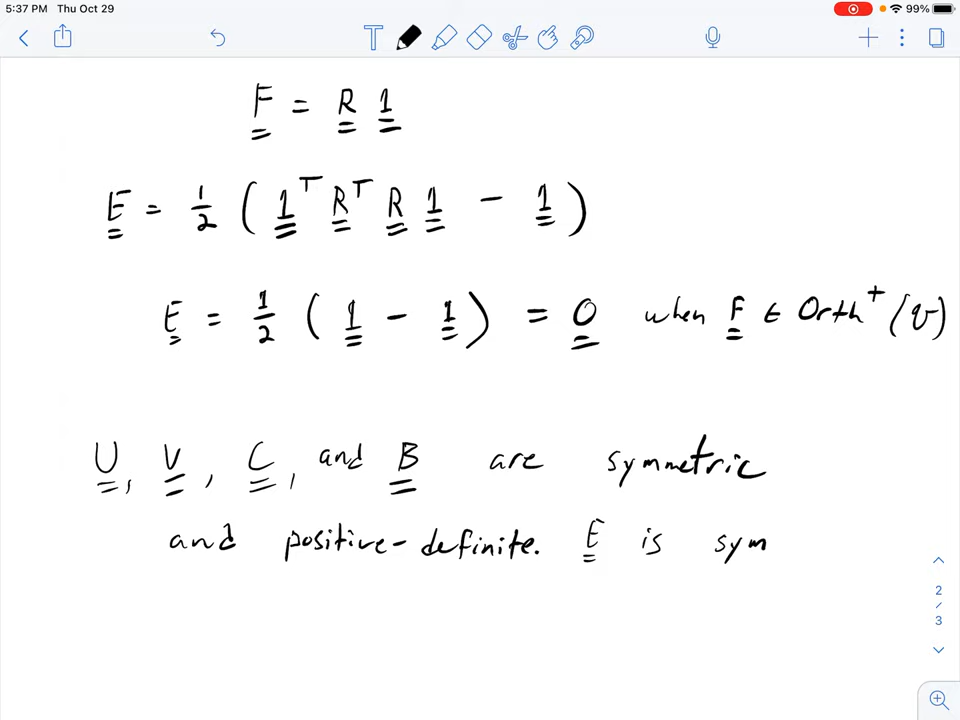 5:37 PM Thu Oct 29 99%
F = R 1
E = 1/2 ( 1ᵀ Rᵀ R 1 - 1 )
E = 1/2 ( 1 - 1 ) = 0 when F ∈ Orth⁺ (V)
U, V, C, and B are symmetric
and positive-definite. E is sym
2
/
3